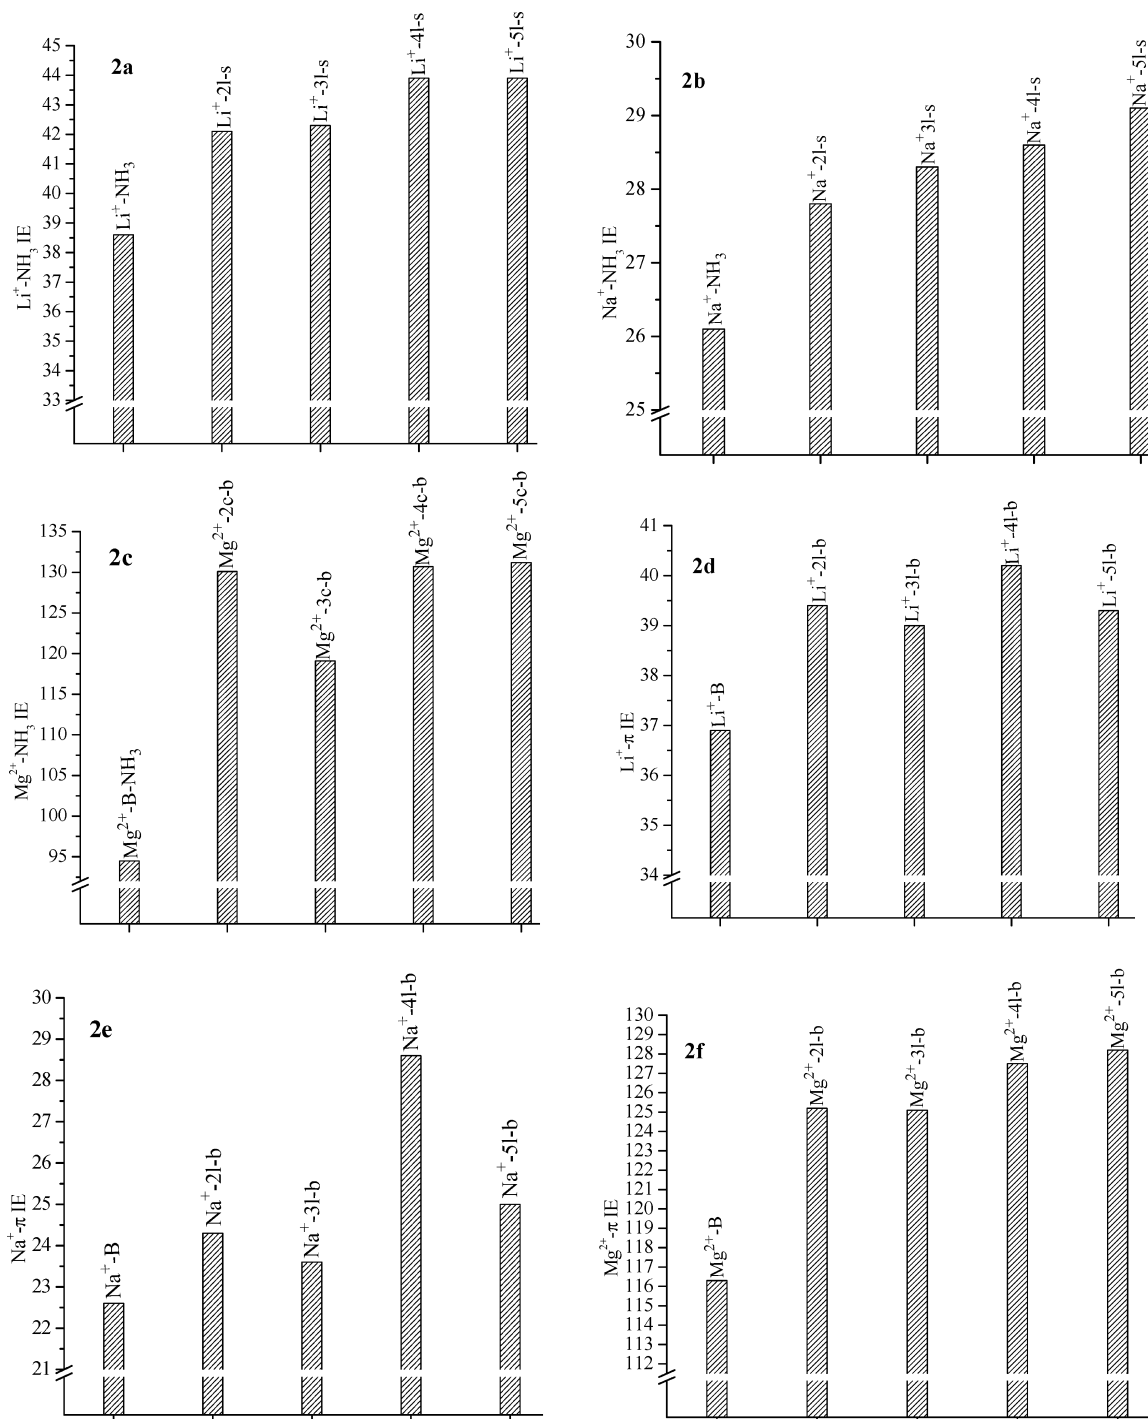 2a
Li⁺-NH₃ IE
45
44
43
42
41
40
39
38
37
36
35
34
33
Li⁺-NH₃
Li⁺-2l-s
Li⁺-3l-s
Li⁺-4l-s
Li⁺-5l-s
2b
Na⁺-NH₃ IE
30
29
28
27
26
25
Na⁺-NH₃
Na⁺-2l-s
Na⁺3l-s
Na⁺-4l-s
Na⁺-5l-s
2c
Mg²⁺-NH₃ IE
135
130
125
120
115
110
105
100
95
Mg²⁺-B-NH₃
Mg²⁺-2c-b
Mg²⁺-3c-b
Mg²⁺-4c-b
Mg²⁺-5c-b
2d
Li⁺-π IE
41
40
39
38
37
36
35
34
Li⁺-B
Li⁺-2l-b
Li⁺-3l-b
Li⁺-4l-b
Li⁺-5l-b
2e
Na⁺-π IE
30
29
28
27
26
25
24
23
22
21
Na⁺-B
Na⁺-2l-b
Na⁺-3l-b
Na⁺-4l-b
Na⁺-5l-b
2f
Mg²⁺-π IE
130
129
128
127
126
125
124
123
122
121
120
119
118
117
116
115
114
113
112
Mg²⁺-B
Mg²⁺-2l-b
Mg²⁺-3l-b
Mg²⁺-4l-b
Mg²⁺-5l-b